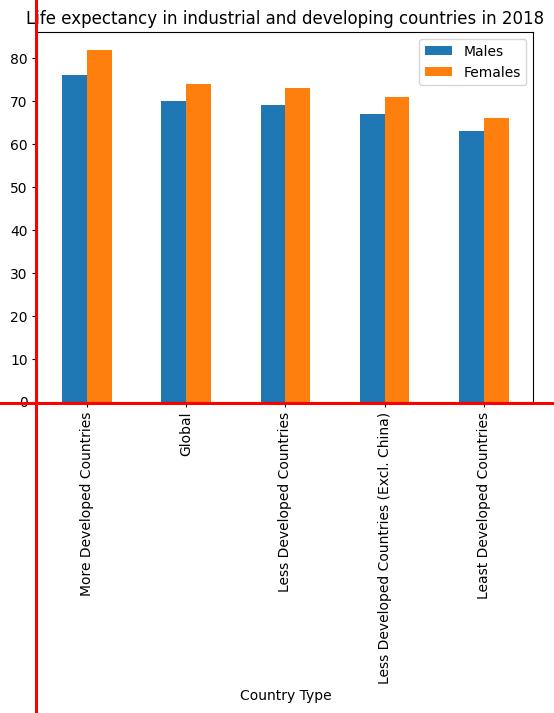 Life expectancy in industrial and developing countries in 2018
Males
Females
80
70
60
50
40
30
20
10
0
More Developed Countries
Global
Less Developed Countries
Less Developed Countries (Excl. China)
Least Developed Countries
Country Type